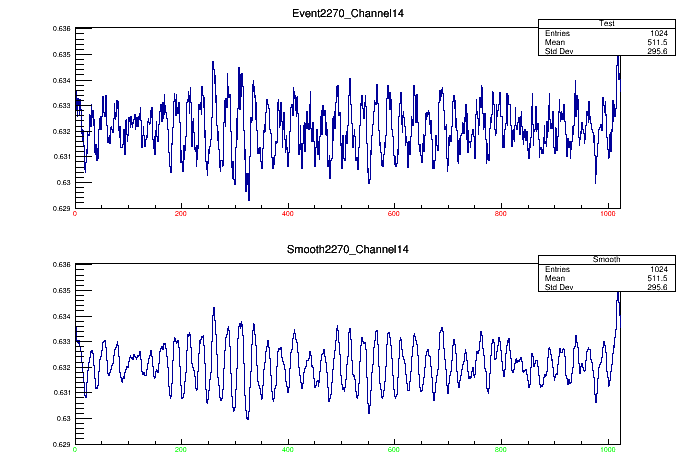 Event2270_Channel14
Test
Entries 1024
Mean 511.5
Std Dev 295.6
0.636
0.635
0.634
0.633
0.632
0.631
0.63
0.629
0 200 400 600 800 1000
Smooth2270_Channel14
Smooth
Entries 1024
Mean 511.5
Std Dev 295.6
0.636
0.635
0.634
0.633
0.632
0.631
0.63
0.629
0 200 400 600 800 1000